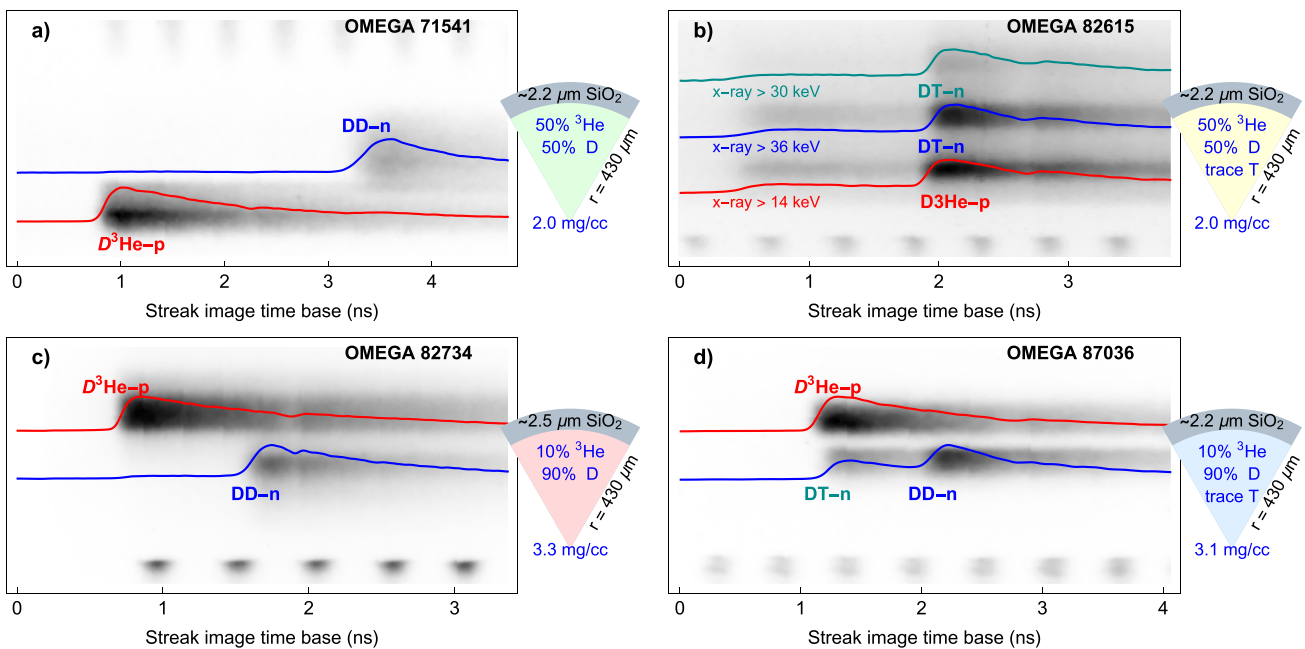 a)
OMEGA 71541
DD−n
D³He−p
0 1 2 3 4
Streak image time base (ns)
~2.2 μm SiO₂
50% ³He
50% D
r = 430 μm
2.0 mg/cc
b)
OMEGA 82615
x−ray > 30 keV
DT−n
x−ray > 36 keV
DT−n
x−ray > 14 keV
D3He−p
0 1 2 3
Streak image time base (ns)
~2.2 μm SiO₂
50% ³He
50% D
trace T
r = 430 μm
2.0 mg/cc
c)
OMEGA 82734
D³He−p
DD−n
0 1 2 3
Streak image time base (ns)
~2.5 μm SiO₂
10% ³He
90% D
r = 430 μm
3.3 mg/cc
d)
OMEGA 87036
D³He−p
DT−n
DD−n
0 1 2 3 4
Streak image time base (ns)
~2.2 μm SiO₂
10% ³He
90% D
trace T
r = 430 μm
3.1 mg/cc